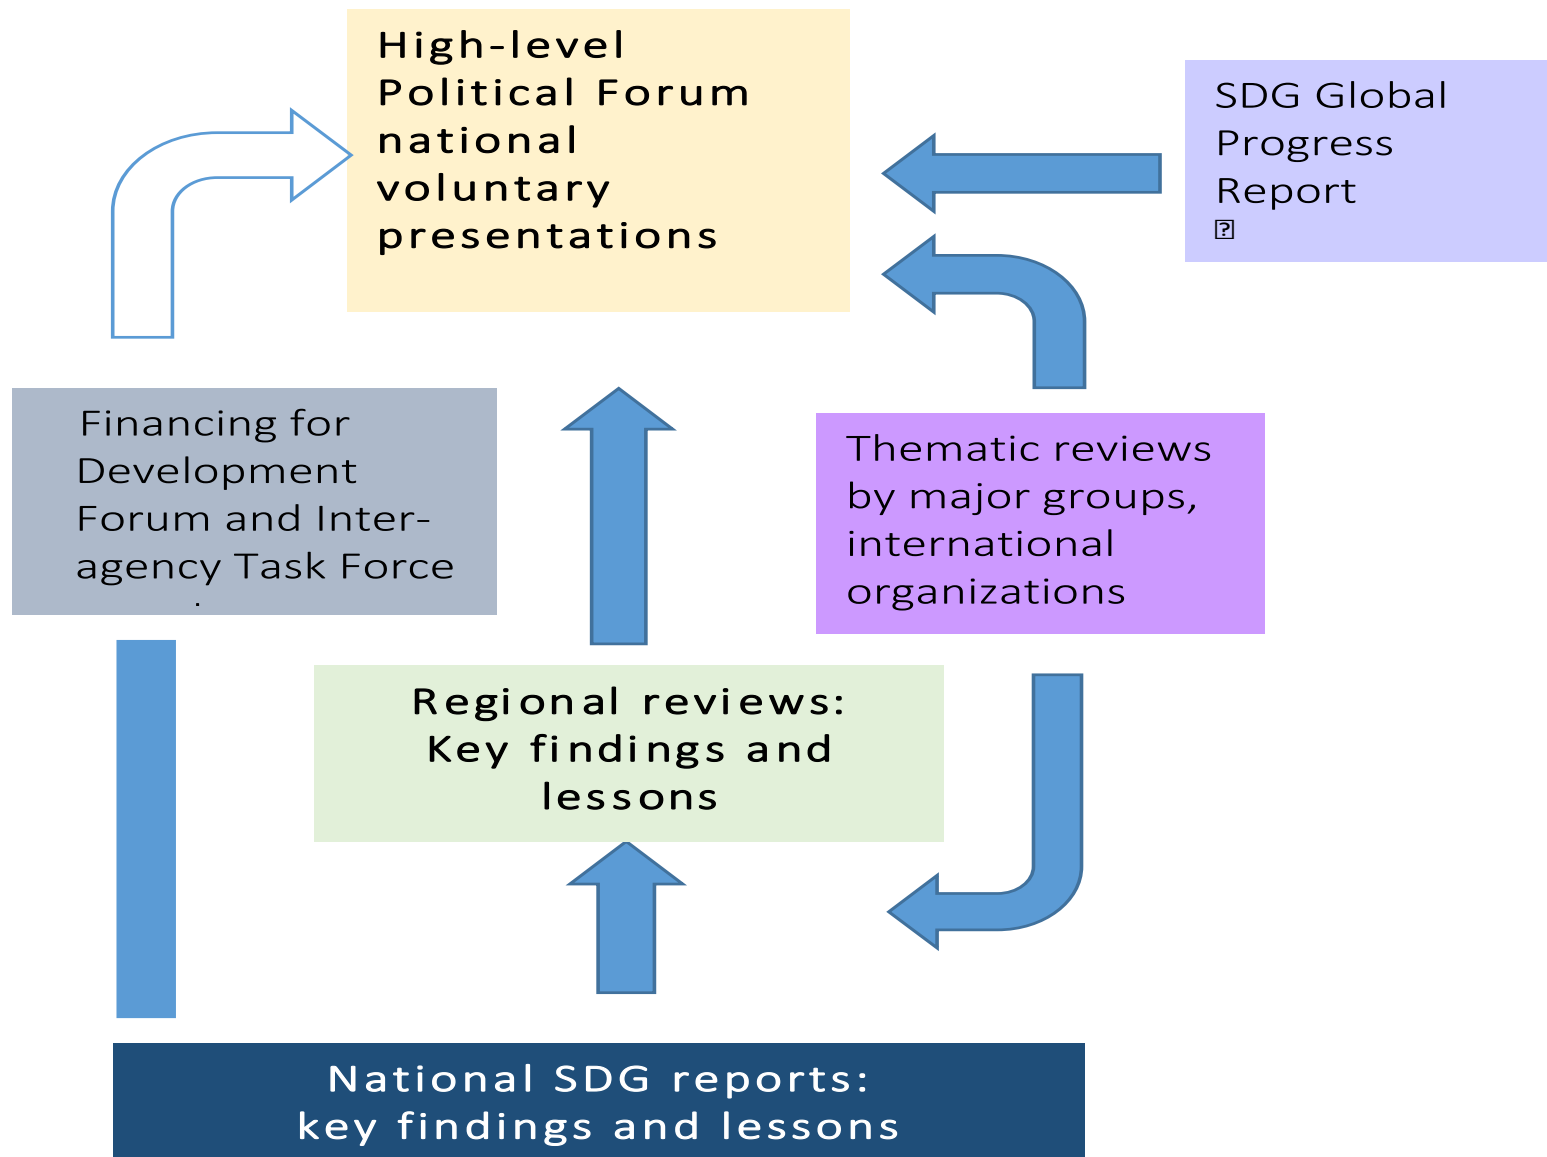 High-level
Political Forum
national
voluntary
presentations
SDG Global
Progress
Report
Financing for
Development
Forum and Inter-
agency Task Force
Thematic reviews
by major groups,
international
organizations
Regional reviews:
Key findings and
lessons
National SDG reports:
key findings and lessons